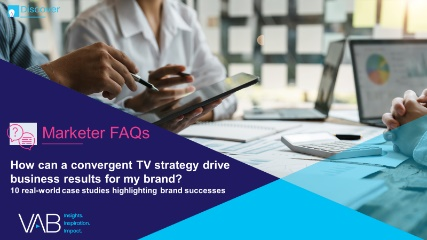 Discover
Marketer FAQs
How can a convergent TV strategy drive
business results for my brand?
10 real-world case studies highlighting brand successes
VAB
Insights.
Inspiration.
Impact.